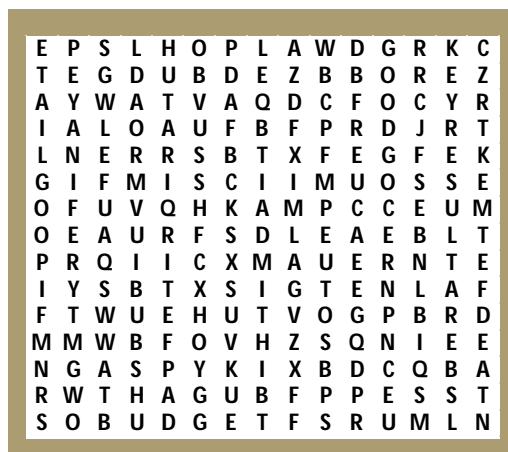 E P S L H O P L A W D G R K C
T E G D U B D E Z B B O R E Z
A Y W A T V A Q D C F O C Y R
I A L O A U F B F P R D J R T
L N E R R S B T X F E G F E K
G I F M I S C I I M U O S S E
O F U V Q H K A M P C C E U M
O E A U R F S D L E A E B L T
P R Q I I C X M A U E R N T E
I Y S B T X S I G T E N L A F
F T W U E H U T V O G P B R D
M M W B F O V H Z S Q N I E E
N G A S P Y K I X B D C Q B A
R W T H A G U B F P P E S S T
S O B U D G E T F S R U M L N